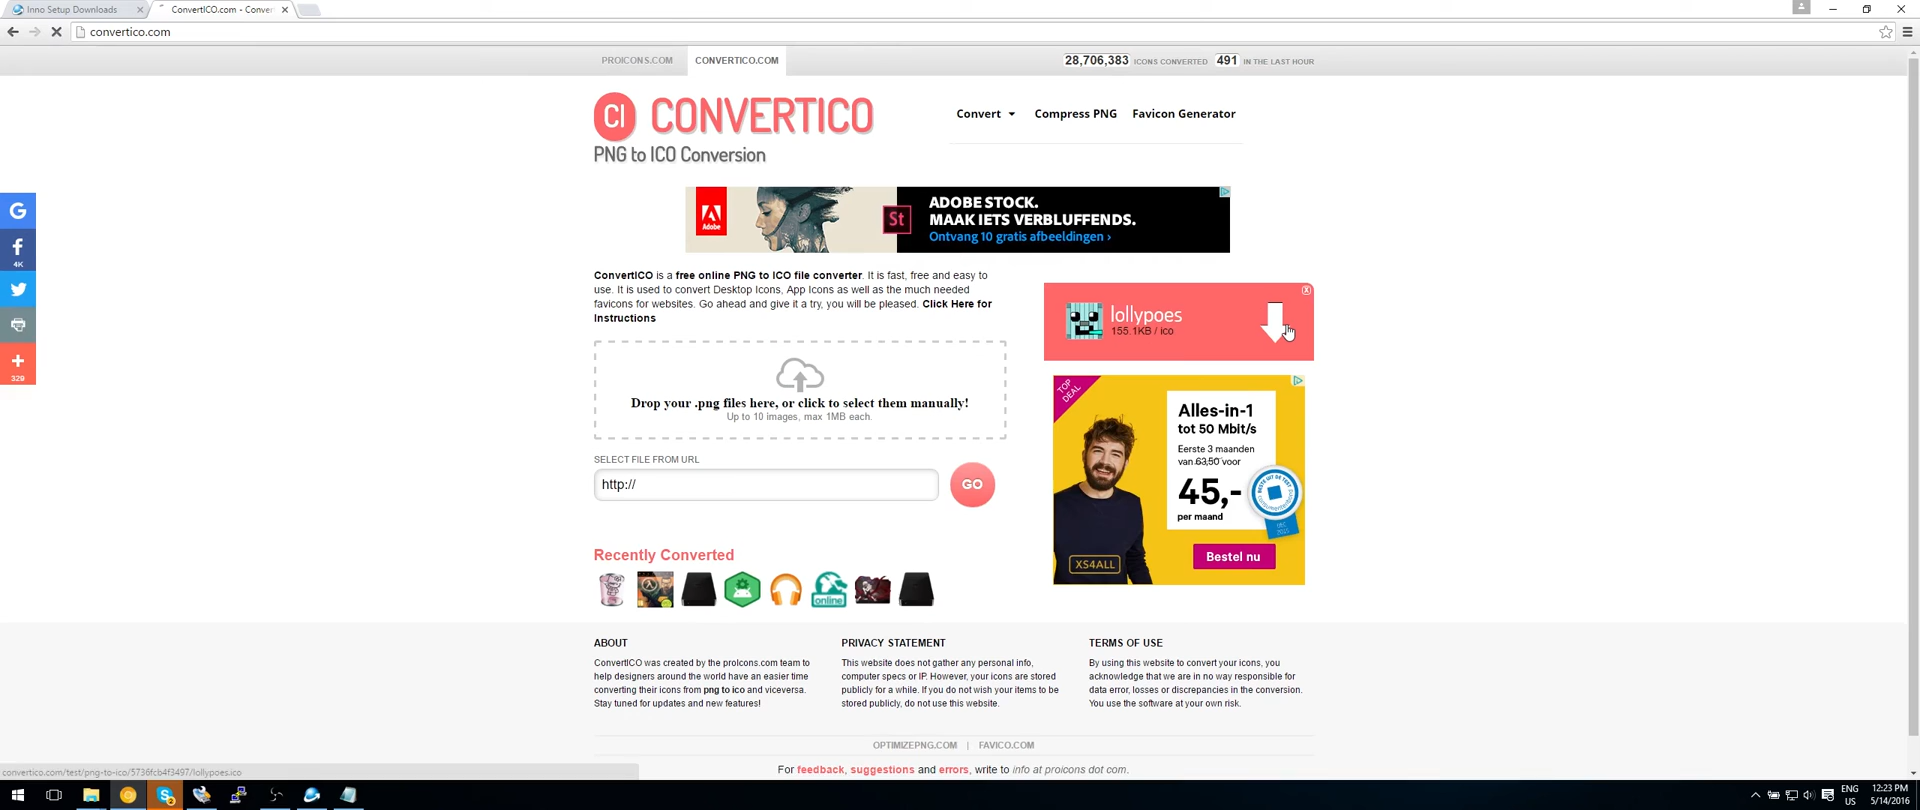 Inno Setup Downloads
ConvertICO.com - Conver
convertico.com
PROICONS.COM
CONVERTICO.COM
28,706,383 ICONS CONVERTED 491 IN THE LAST HOUR
CI CONVERTICO
PNG to ICO Conversion
Convert
Compress PNG
Favicon Generator
Adobe
St
ADOBE STOCK.
MAAK IETS VERBLUFFENDS.
Ontvang 10 gratis afbeeldingen ›
G
f
4K
329
ConvertICO is a free online PNG to ICO file converter. It is fast, free and easy to
use. It is used to convert Desktop Icons, App Icons as well as the much needed
favicons for websites. Go ahead and give it a try, you will be pleased. Click Here for
Instructions
lollypoes
155.1KB / ico
Drop your .png files here, or click to select them manually!
Up to 10 images, max 1MB each.
SELECT FILE FROM URL
http://
GO
TOP DEAL
Alles-in-1
tot 50 Mbit/s
Eerste 3 maanden
van 63,50 voor
45,-
per maand
Bestel nu
XS4ALL
Recently Converted
online
ABOUT
ConvertICO was created by the proIcons.com team to
help designers around the world have an easier time
converting their icons from png to ico and viceversa.
Stay tuned for updates and new features!
PRIVACY STATEMENT
This website does not gather any personal info,
computer specs or IP. However, your icons are stored
publicly for a while. If you do not wish your items to be
stored publicly, do not use this website.
TERMS OF USE
By using this website to convert your icons, you
acknowledge that we are in no way responsible for
data error, losses or discrepancies in the conversion.
You use the software at your own risk.
OPTIMIZEPNG.COM | FAVICO.COM
For feedback, suggestions and errors, write to info at proicons dot com.
convertico.com/test/png-to-ico/5736fcb4f3497/lollypoes.ico
ENG
US
12:23 PM
5/14/2016